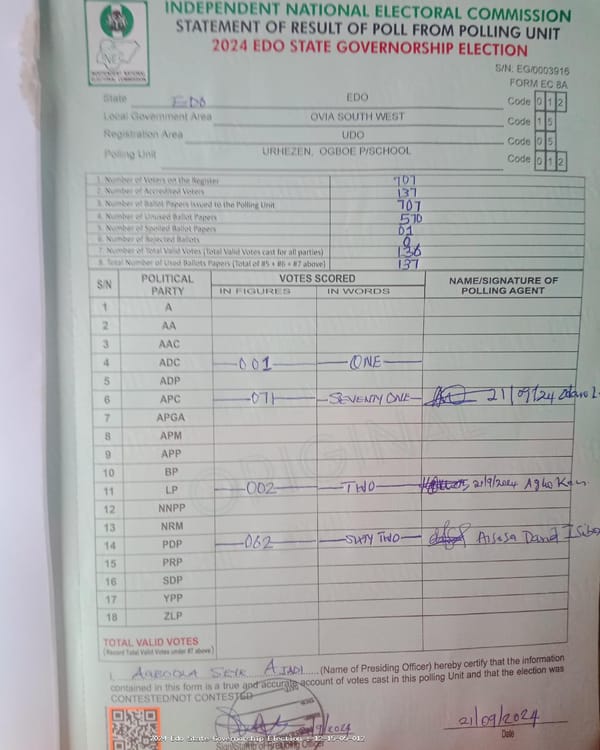 INDEPENDENT NATIONAL ELECTORAL COMMISSION
STATEMENT OF RESULT OF POLL FROM POLLING UNIT
2024 EDO STATE GOVERNORSHIP ELECTION
S/N: EG/0003916
FORM EC 8A
State EDO EDO Code 0 1 2
Local Government Area OVIA SOUTH WEST Code 1 5
Registration Area UDO Code 0 5
Polling Unit URHEZEN, OGBOE P/SCHOOL Code 0 1 2
1. Number of Voters on the Register 707
2. Number of Accredited Voters 137
3. Number of Ballot Papers issued to the Polling Unit 707
4. Number of Unused Ballot Papers 570
5. Number of Spoiled Ballot Papers 01
6. Number of Rejected Ballots 0
7. Number of Total Valid Votes (Total Valid Votes cast for all parties) 136
8. Total Number of Used Ballots Papers (Total of #5 + #6 + #7 above) 137
S/N POLITICAL PARTY VOTES SCORED NAME/SIGNATURE OF POLLING AGENT
IN FIGURES IN WORDS
1 A
2 AA
3 AAC
4 ADC 001 ONE
5 ADP
6 APC 071 SEVENTY ONE 21/09/24
7 APGA
8 APM
9 APP
10 BP
11 LP 002 TWO 21/9/2024
12 NNPP
13 NRM
14 PDP 062 SIXTY TWO
15 PRP
16 SDP
17 YPP
18 ZLP
ORIGINAL
TOTAL VALID VOTES
(Record Total Valid Votes under #7 above)
I, AJADI (Name of Presiding Officer) hereby certify that the information
contained in this form is a true and accurate account of votes cast in this polling Unit and that the election was
CONTESTED/NOT CONTESTED
21/09/2024
Date
2024 Edo State Governorship Election : 12-15-05-012